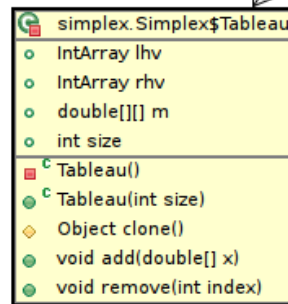 simplex.Simplex$Tableau
IntArray lhv
IntArray rhv
double[][] m
int size
C Tableau()
C Tableau(int size)
Object clone()
void add(double[] x)
void remove(int index)